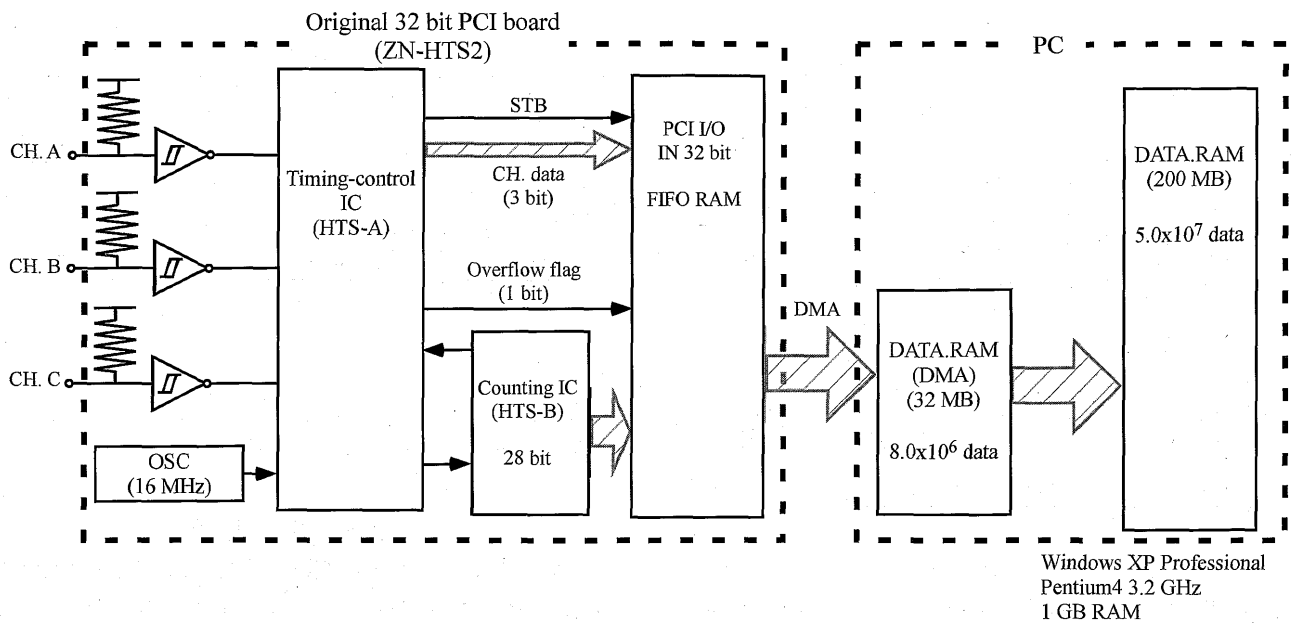 Original 32 bit PCI board
(ZN-HTS2)
PC
CH. A
CH. B
CH. C
OSC
(16 MHz)
Timing-control
IC
(HTS-A)
STB
CH. data
(3 bit)
Overflow flag
(1 bit)
Counting IC
(HTS-B)
28 bit
PCI I/O
IN 32 bit
FIFO RAM
DMA
DATA.RAM
(DMA)
(32 MB)
8.0x10⁶ data
DATA.RAM
(200 MB)
5.0x10⁷ data
Windows XP Professional
Pentium4 3.2 GHz
1 GB RAM